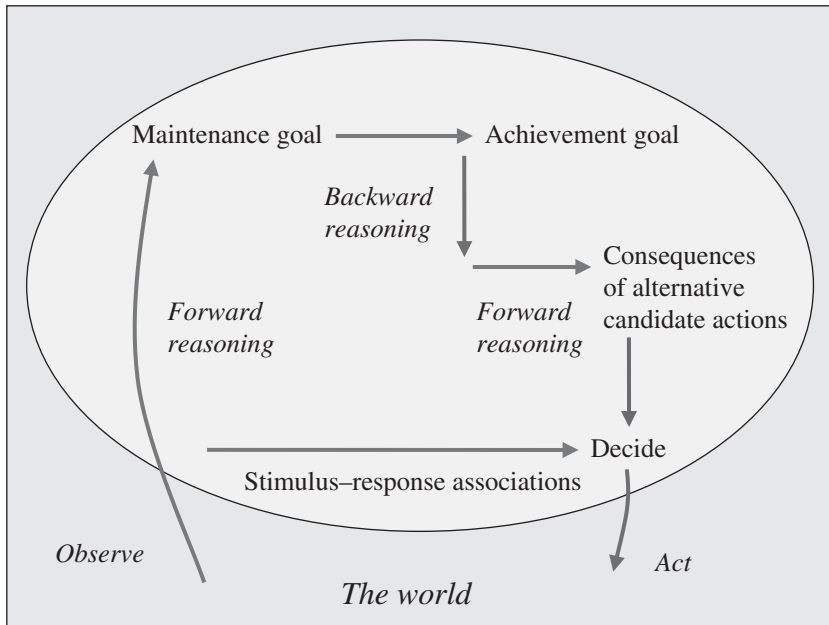 Maintenance goal
Achievement goal
Backward
reasoning
Consequences
of alternative
candidate actions
Forward
reasoning
Forward
reasoning
Decide
Stimulus–response associations
Observe
Act
The world